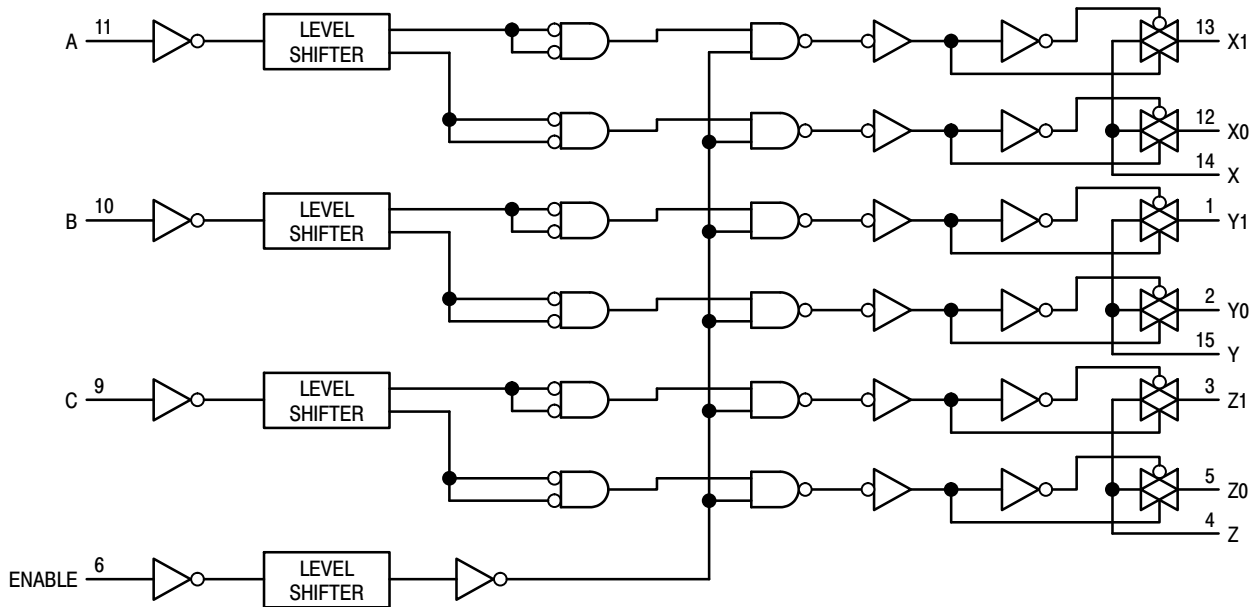 A 11 LEVEL SHIFTER 13 X1
12 X0
14 X
B 10 LEVEL SHIFTER 1 Y1
2 Y0
15 Y
C 9 LEVEL SHIFTER 3 Z1
5 Z0
4 Z
ENABLE 6 LEVEL SHIFTER